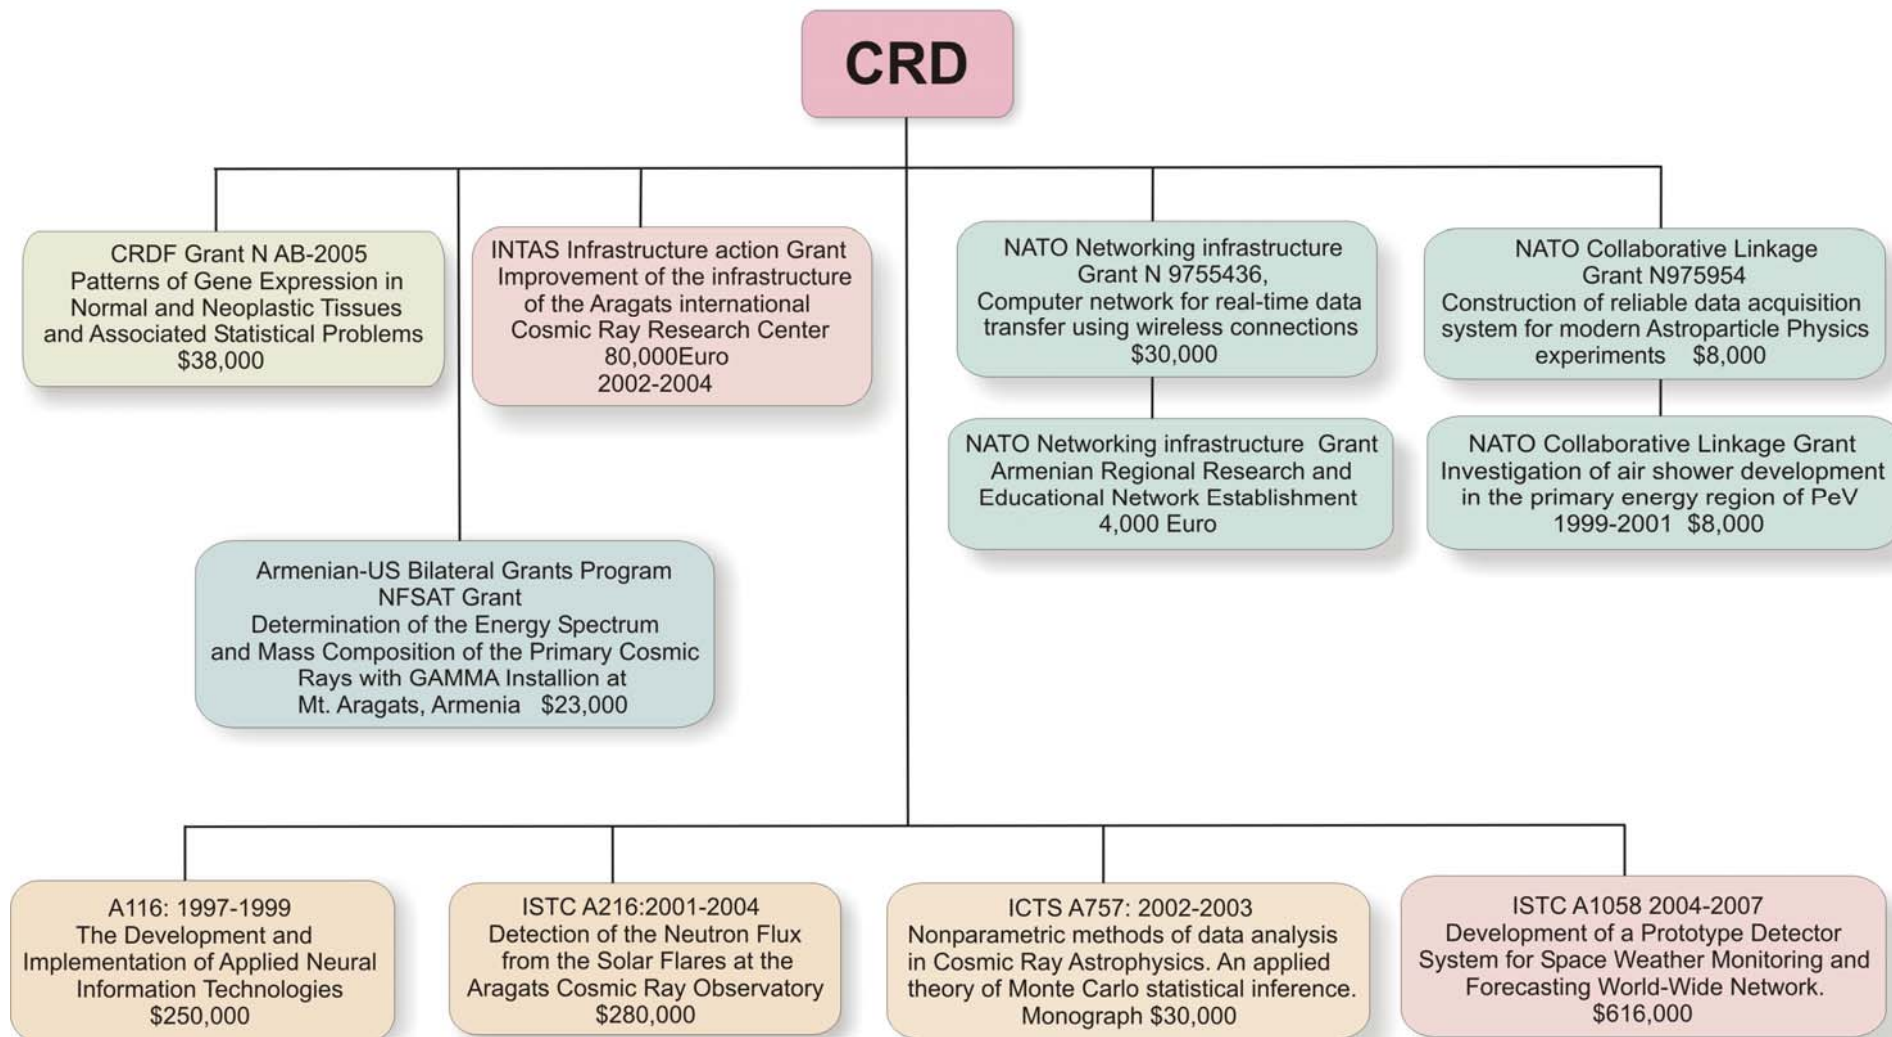 CRD
CRDF Grant N AB-2005
Patterns of Gene Expression in
Normal and Neoplastic Tissues
and Associated Statistical Problems
$38,000
INTAS Infrastructure action Grant
Improvement of the infrastructure
of the Aragats international
Cosmic Ray Research Center
80,000Euro
2002-2004
NATO Networking infrastructure
Grant N 9755436,
Computer network for real-time data
transfer using wireless connections
$30,000
NATO Collaborative Linkage
Grant N975954
Construction of reliable data acquisition
system for modern Astroparticle Physics
experiments $8,000
NATO Networking infrastructure Grant
Armenian Regional Research and
Educational Network Establishment
4,000 Euro
NATO Collaborative Linkage Grant
Investigation of air shower development
in the primary energy region of PeV
1999-2001 $8,000
Armenian-US Bilateral Grants Program
NFSAT Grant
Determination of the Energy Spectrum
and Mass Composition of the Primary Cosmic
Rays with GAMMA Installion at
Mt. Aragats, Armenia $23,000
A116: 1997-1999
The Development and
Implementation of Applied Neural
Information Technologies
$250,000
ISTC A216:2001-2004
Detection of the Neutron Flux
from the Solar Flares at the
Aragats Cosmic Ray Observatory
$280,000
ICTS A757: 2002-2003
Nonparametric methods of data analysis
in Cosmic Ray Astrophysics. An applied
theory of Monte Carlo statistical inference.
Monograph $30,000
ISTC A1058 2004-2007
Development of a Prototype Detector
System for Space Weather Monitoring and
Forecasting World-Wide Network.
$616,000